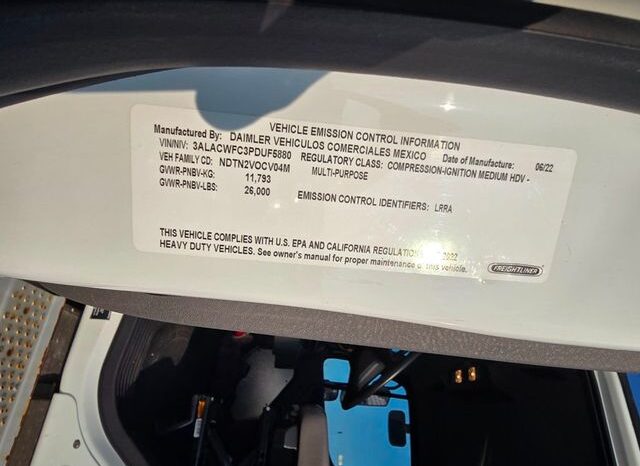 VEHICLE EMISSION CONTROL INFORMATION
Manufactured By: DAIMLER VEHICULOS COMERCIALES MEXICO Date of Manufacture: 06/22
VIN/NIV: 3ALACWFC3PDUF5880 REGULATORY CLASS: COMPRESSION-IGNITION MEDIUM HDV -
VEH FAMILY CD: NDTN2VOCV04M MULTI-PURPOSE
GVWR-PNBV-KG: 11,793
GVWR-PNBV-LBS: 26,000 EMISSION CONTROL IDENTIFIERS: LRRA
THIS VEHICLE COMPLIES WITH U.S. EPA AND CALIFORNIA REGULATION 2022
HEAVY DUTY VEHICLES. See owner's manual for proper maintenance of this vehicle.
FREIGHTLINER